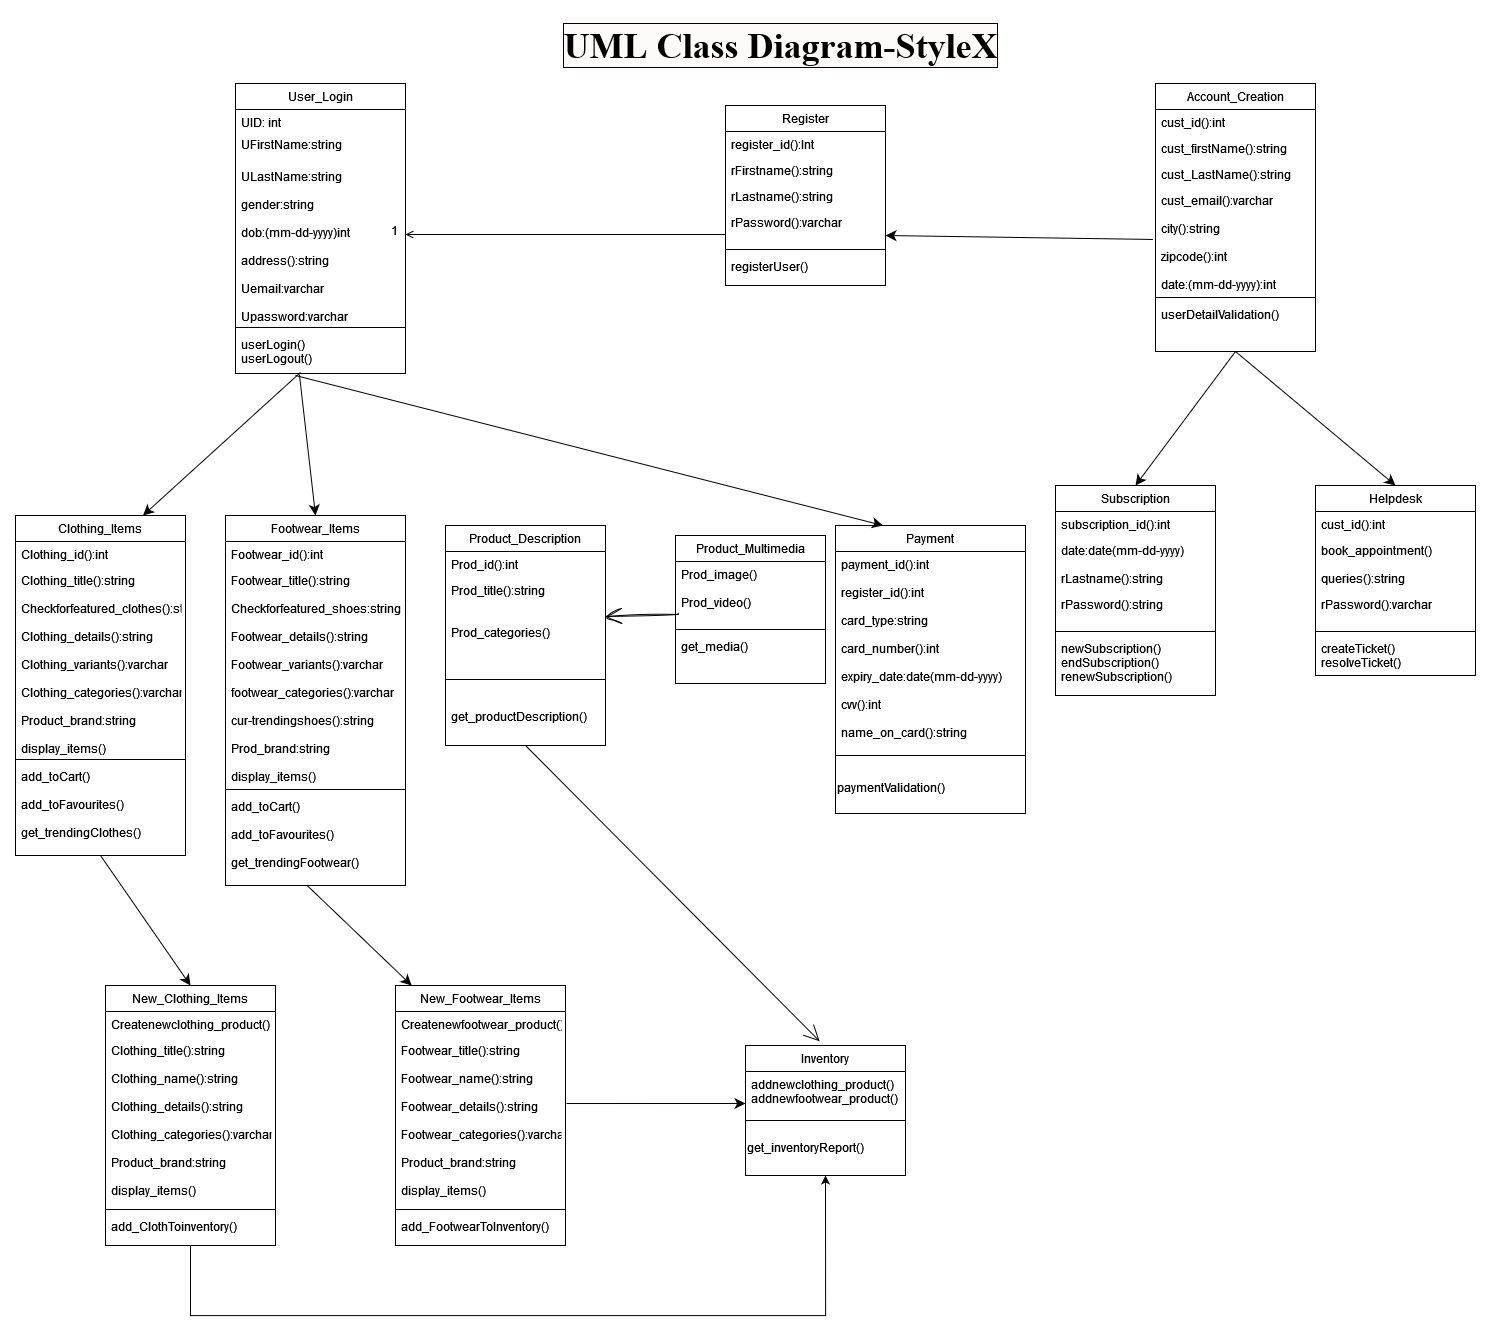 UML Class Diagram-StyleX
User_Login
UID: int
UFirstName:string
ULastName:string
gender:string
dob:(mm-dd-yyyy)int
1
address():string
Uemail:varchar
Upassword:varchar
userLogin()
userLogout()
Register
register_id():Int
rFirstname():string
rLastname():string
rPassword():varchar
registerUser()
Account_Creation
cust_id():int
cust_firstName():string
cust_LastName():string
cust_email():varchar
city():string
zipcode():int
date:(mm-dd-yyyy):int
userDetailValidation()
Clothing_Items
Clothing_id():int
Clothing_title():string
Checkforfeatured_clothes():st
Clothing_details():string
Clothing_variants():varchar
Clothing_categories():varchar
Product_brand:string
display_items()
add_toCart()
add_toFavourites()
get_trendingClothes()
Footwear_Items
Footwear_id():int
Footwear_title():string
Checkforfeatured_shoes:string
Footwear_details():string
Footwear_variants():varchar
footwear_categories():varchar
cur-trendingshoes():string
Prod_brand:string
display_items()
add_toCart()
add_toFavourites()
get_trendingFootwear()
Product_Description
Prod_id():int
Prod_title():string
Prod_categories()
get_productDescription()
Product_Multimedia
Prod_image()
Prod_video()
get_media()
Payment
payment_id():int
register_id():int
card_type:string
card_number():int
expiry_date:date(mm-dd-yyyy)
cvv():int
name_on_card():string
paymentValidation()
Subscription
subscription_id():int
date:date(mm-dd-yyyy)
rLastname():string
rPassword():string
newSubscription()
endSubscription()
renewSubscription()
Helpdesk
cust_id():int
book_appointment()
queries():string
rPassword():varchar
createTicket()
resolveTicket()
New_Clothing_Items
Createnewclothing_product()
Clothing_title():string
Clothing_name():string
Clothing_details():string
Clothing_categories():varchar
Product_brand:string
display_items()
add_ClothToinventory()
New_Footwear_Items
Createnewfootwear_product()
Footwear_title():string
Footwear_name():string
Footwear_details():string
Footwear_categories():varcha
Product_brand:string
display_items()
add_FootwearToInventory()
Inventory
addnewclothing_product()
addnewfootwear_product()
get_inventoryReport()